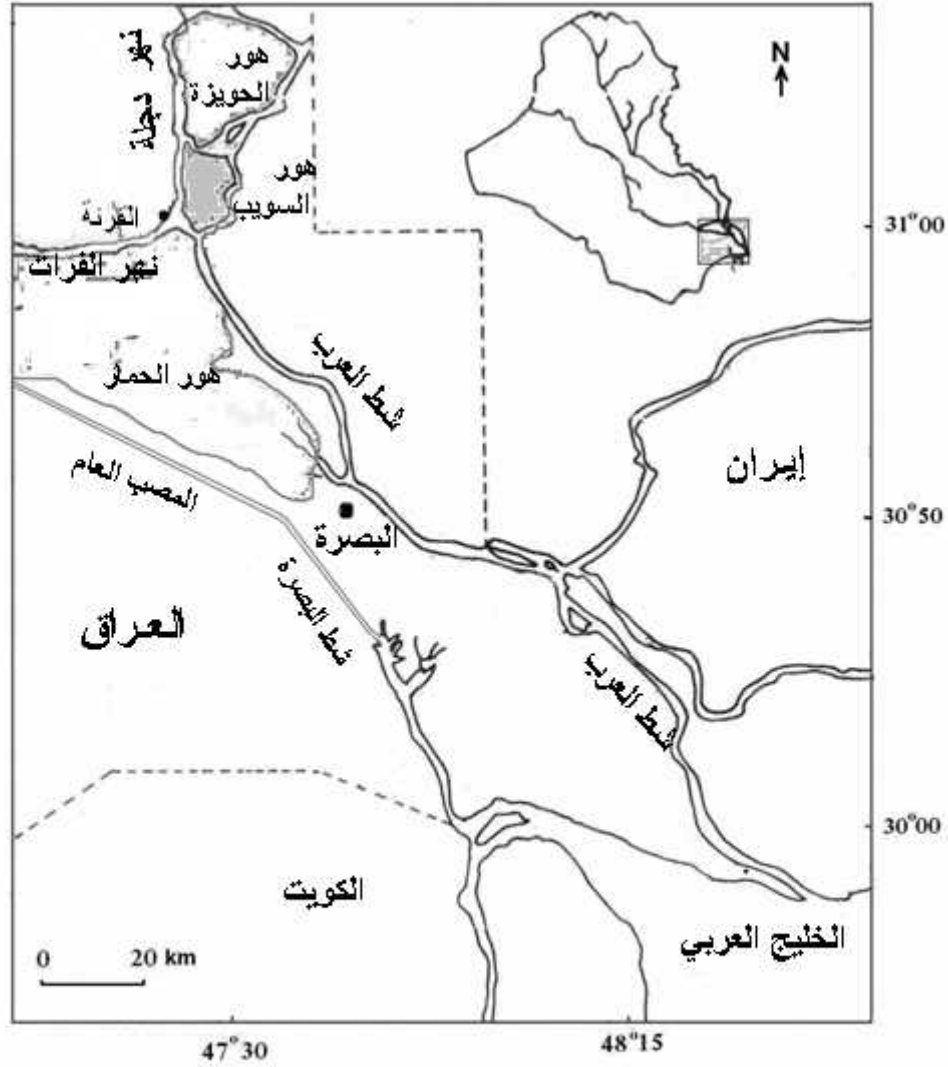 نهر دجلة
هور
الحويزة
N
هور
السويب
القرنة
31°00
نهر الفرات
شط العرب
هور الحمار
إيران
المصب العام
30°50
البصرة
شط البصرة
العراق
شط العرب
30°00
الكويت
الخليج العربي
0 20 km
47°30
48°15